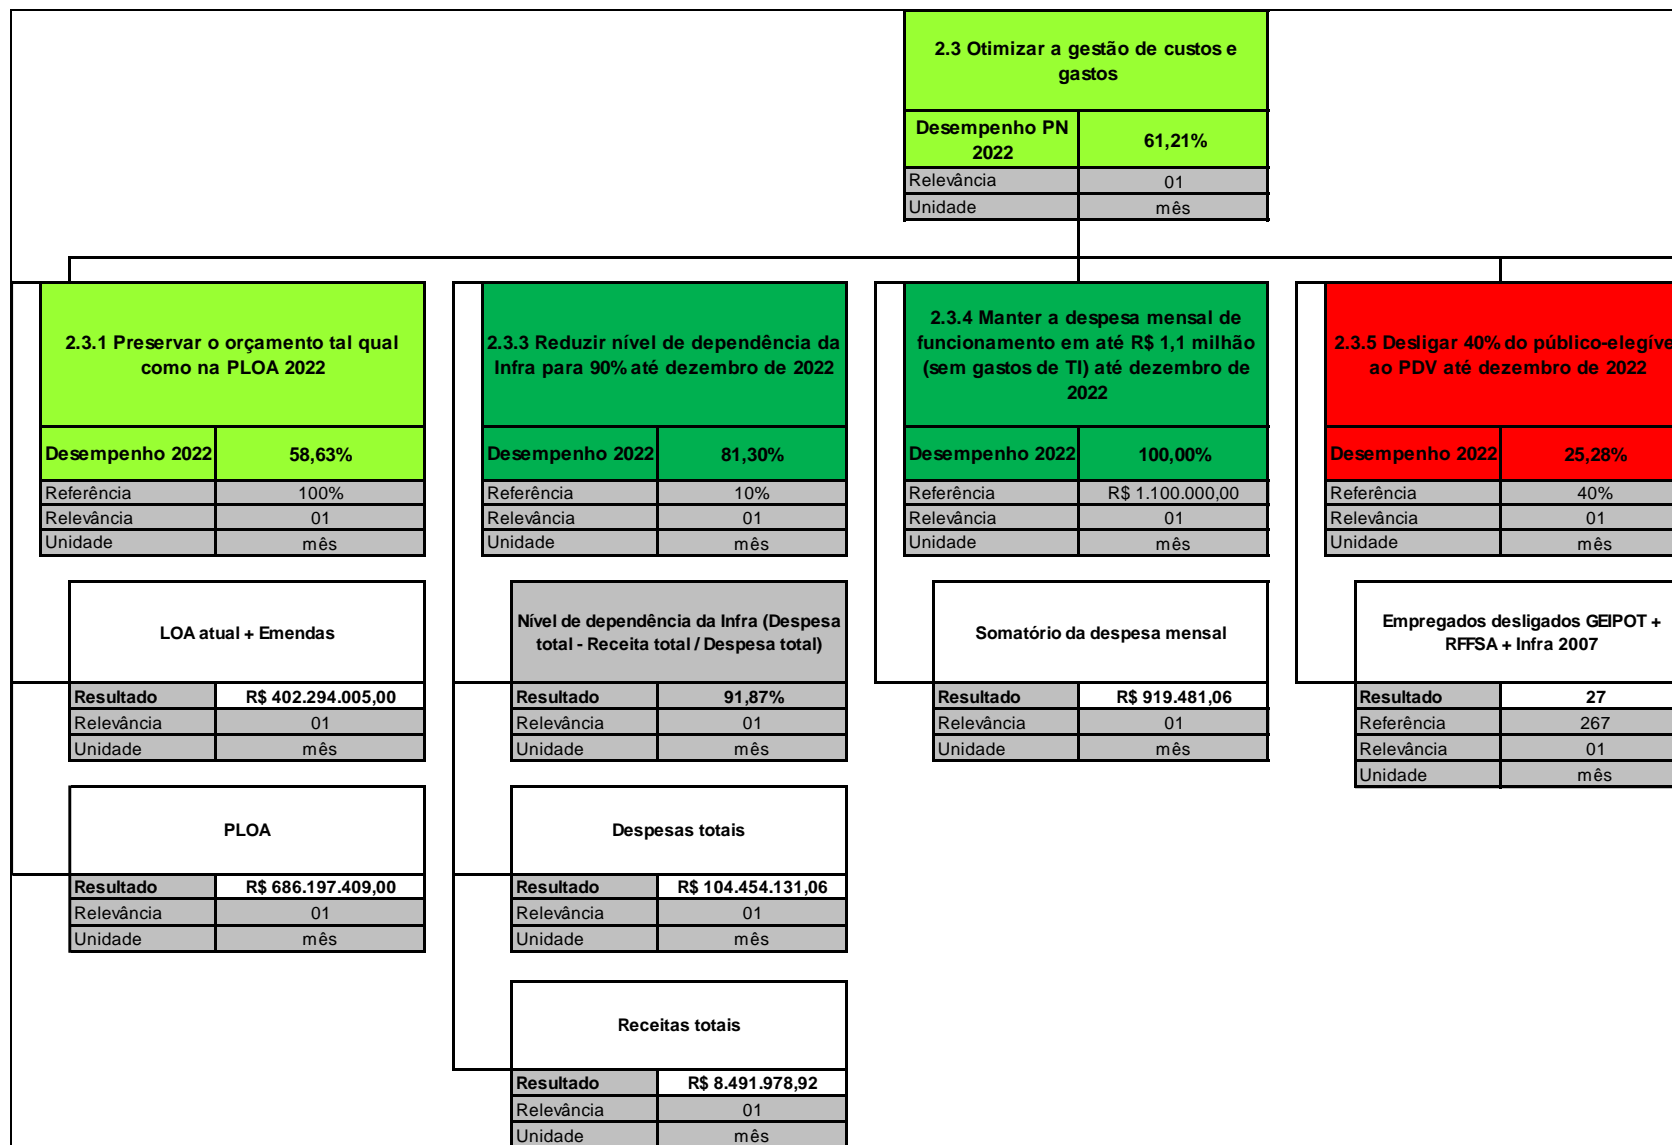 2.3 Otimizar a gestão de custos e
gastos
Desempenho PN
2022
61,21%
Relevância 01
Unidade mês
2.3.1 Preservar o orçamento tal qual
como na PLOA 2022
Desempenho 2022 58,63%
Referência 100%
Relevância 01
Unidade mês
LOA atual + Emendas
Resultado R$ 402.294.005,00
Relevância 01
Unidade mês
PLOA
Resultado R$ 686.197.409,00
Relevância 01
Unidade mês
2.3.3 Reduzir nível de dependência da
Infra para 90% até dezembro de 2022
Desempenho 2022 81,30%
Referência 10%
Relevância 01
Unidade mês
Nível de dependência da Infra (Despesa
total - Receita total / Despesa total)
Resultado 91,87%
Relevância 01
Unidade mês
Despesas totais
Resultado R$ 104.454.131,06
Relevância 01
Unidade mês
Receitas totais
Resultado R$ 8.491.978,92
Relevância 01
Unidade mês
2.3.4 Manter a despesa mensal de
funcionamento em até R$ 1,1 milhão
(sem gastos de TI) até dezembro de
2022
Desempenho 2022 100,00%
Referência R$ 1.100.000,00
Relevância 01
Unidade mês
Somatório da despesa mensal
Resultado R$ 919.481,06
Relevância 01
Unidade mês
2.3.5 Desligar 40% do público-elegíve
ao PDV até dezembro de 2022
Desempenho 2022 25,28%
Referência 40%
Relevância 01
Unidade mês
Empregados desligados GEIPOT +
RFFSA + Infra 2007
Resultado 27
Referência 267
Relevância 01
Unidade mês